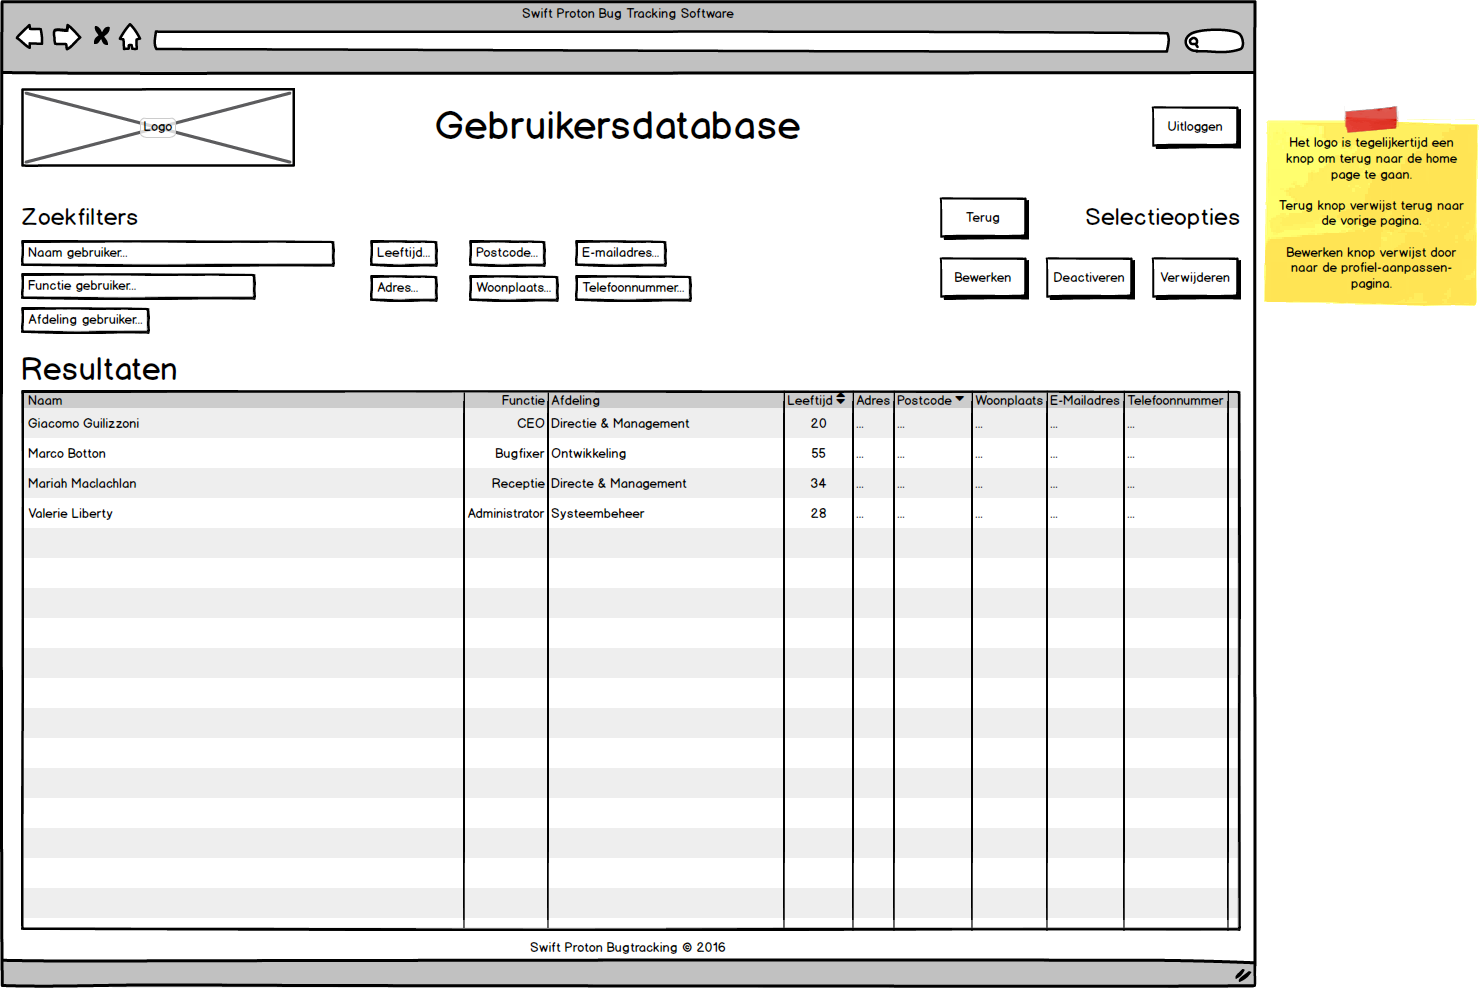 Swift Proton Bug Tracking Software
Logo
Gebruikersdatabase
Uitloggen
Het logo is tegelijkertijd een
knop om terug naar de home
page te gaan.
Terug knop verwijst terug naar
de vorige pagina.
Bewerken knop verwijst door
naar de profiel-aanpassen-
pagina.
Zoekfilters
Terug
Selectieopties
Naam gebruiker... Leeftijd... Postcode... E-mailadres...
Functie gebruiker... Adres... Woonplaats... Telefoonnummer...
Afdeling gebruiker...
Bewerken Deactiveren Verwijderen
Resultaten
Naam Functie Afdeling Leeftijd Adres Postcode Woonplaats E-Mailadres Telefoonnummer
Giacomo Guilizzoni CEO Directie & Management 20 ... ... ... ... ...
Marco Botton Bugfixer Ontwikkeling 55 ... ... ... ... ...
Mariah Maclachlan Receptie Directe & Management 34 ... ... ... ... ...
Valerie Liberty Administrator Systeembeheer 28 ... ... ... ... ...
Swift Proton Bugtracking © 2016